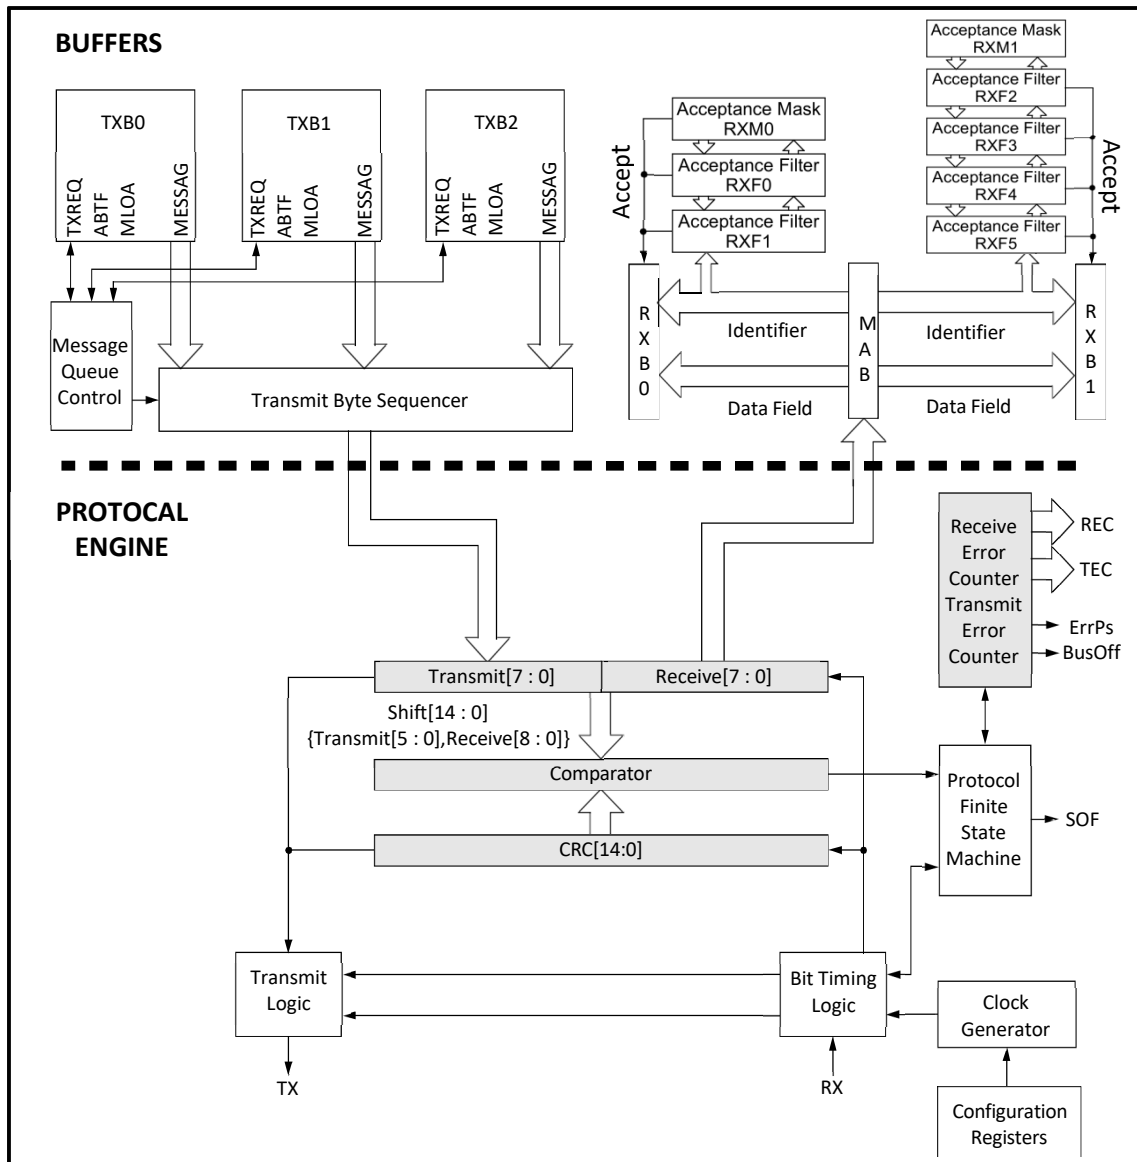 BUFFERS
TXB0
TXREQ
ABTF
MLOA
MESSAG
TXB1
TXREQ
ABTF
MLOA
MESSAG
TXB2
TXREQ
ABTF
MLOA
MESSAG
Message
Queue
Control
Transmit Byte Sequencer
Acceptance Mask
RXM0
Acceptance Filter
RXF0
Acceptance Filter
RXF1
Accept
Acceptance Mask
RXM1
Acceptance Filter
RXF2
Acceptance Filter
RXF3
Acceptance Filter
RXF4
Acceptance Filter
RXF5
Accept
R
X
B
0
Identifier
Data Field
M
A
B
Identifier
Data Field
R
X
B
1
PROTOCAL
ENGINE
Receive
Error
Counter
Transmit
Error
Counter
REC
TEC
ErrPs
BusOff
Transmit[7 : 0]
Receive[7 : 0]
Shift[14 : 0]
{Transmit[5 : 0],Receive[8 : 0]}
Comparator
CRC[14:0]
Protocol
Finite
State
Machine
SOF
Transmit
Logic
TX
Bit Timing
Logic
RX
Clock
Generator
Configuration
Registers